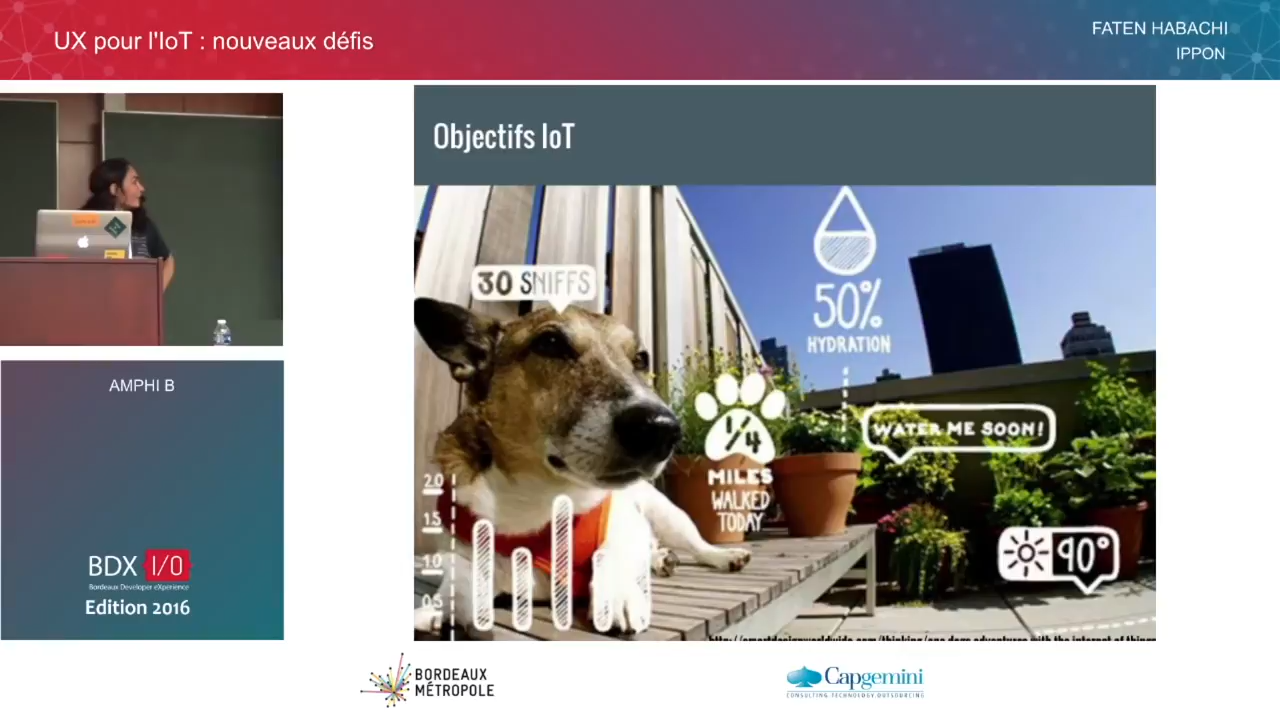 UX pour l'IoT : nouveaux défis
FATEN HABACHI
IPPON
Objectifs IoT
30 SNIFFS
50%
HYDRATION
1/4
MILES
WALKED
TODAY
WATER ME SOON!
90°
2.0
1.5
1.0
0.5
AMPHI B
BDX I/O
Bordeaux Developer eXperience
Edition 2016
BORDEAUX
MÉTROPOLE
Capgemini
CONSULTING.TECHNOLOGY.OUTSOURCING